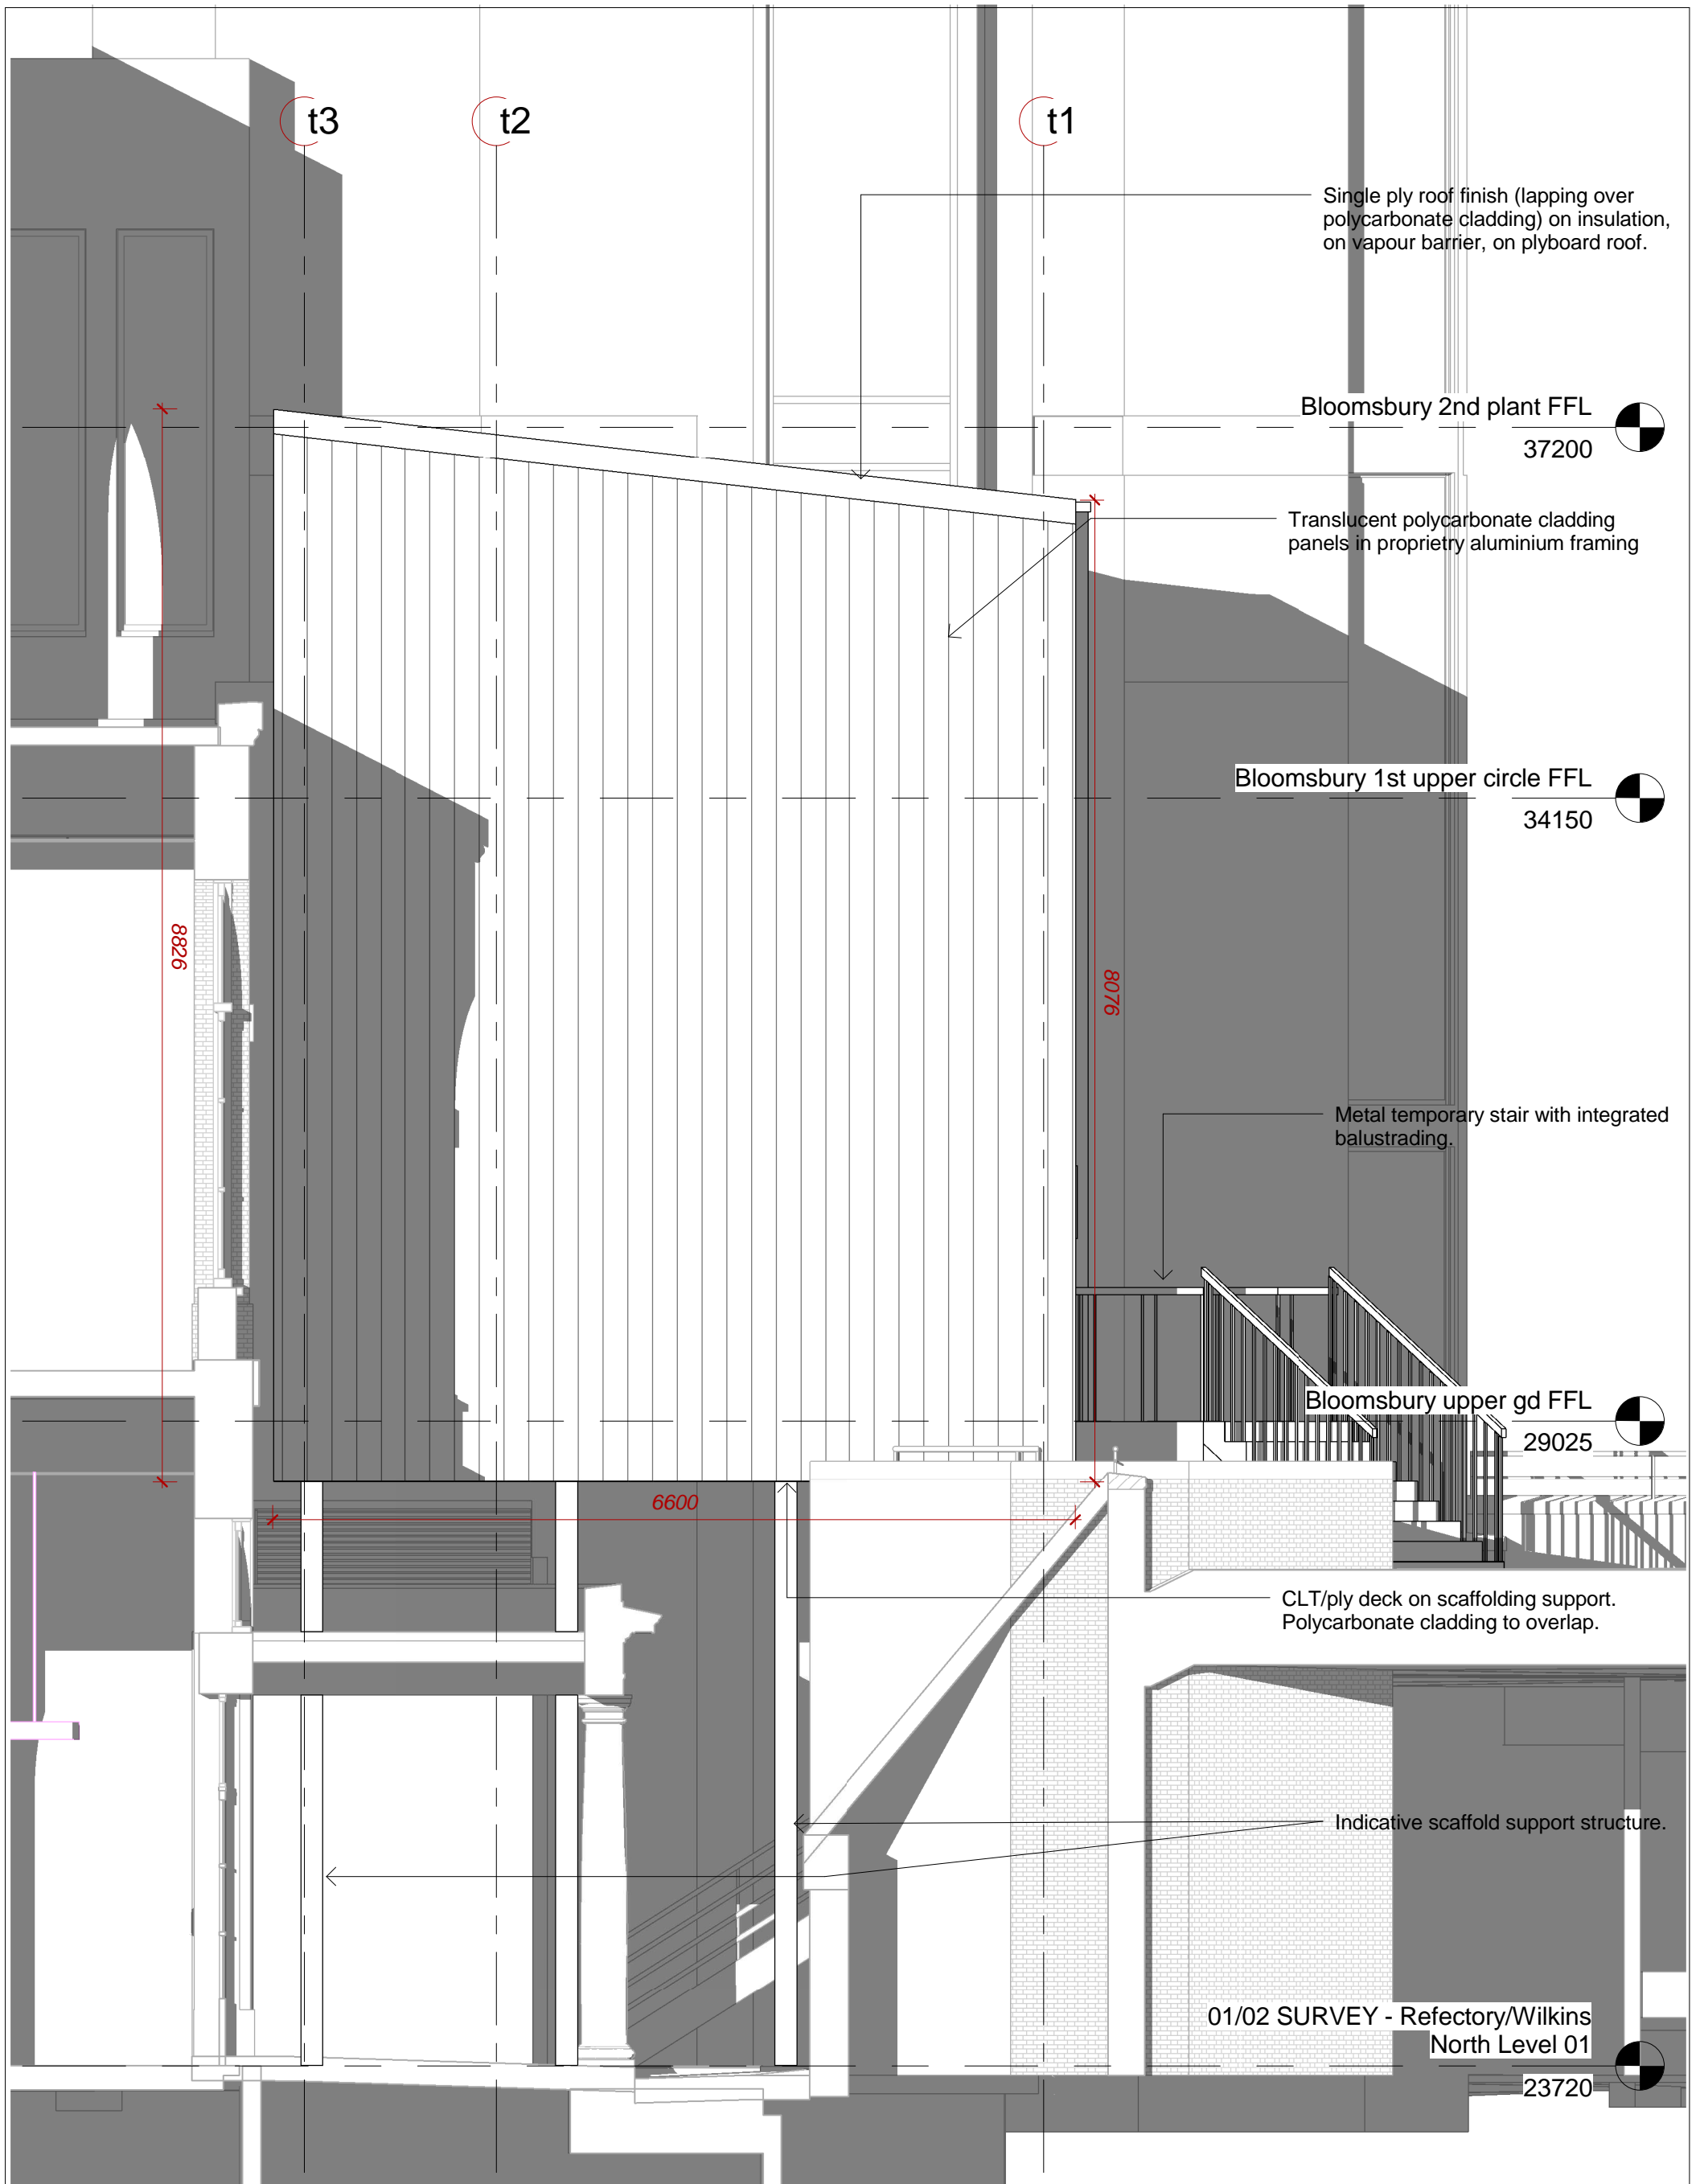 t3
t2
t1
Single ply roof finish (lapping over
polycarbonate cladding) on insulation,
on vapour barrier, on plyboard roof.
Bloomsbury 2nd plant FFL
37200
Translucent polycarbonate cladding
panels in proprietry aluminium framing
Bloomsbury 1st upper circle FFL
34150
8826
8076
Metal temporary stair with integrated
balustrading.
Bloomsbury upper gd FFL
29025
6600
CLT/ply deck on scaffolding support.
Polycarbonate cladding to overlap.
Indicative scaffold support structure.
01/02 SURVEY - Refectory/Wilkins
North Level 01
23720